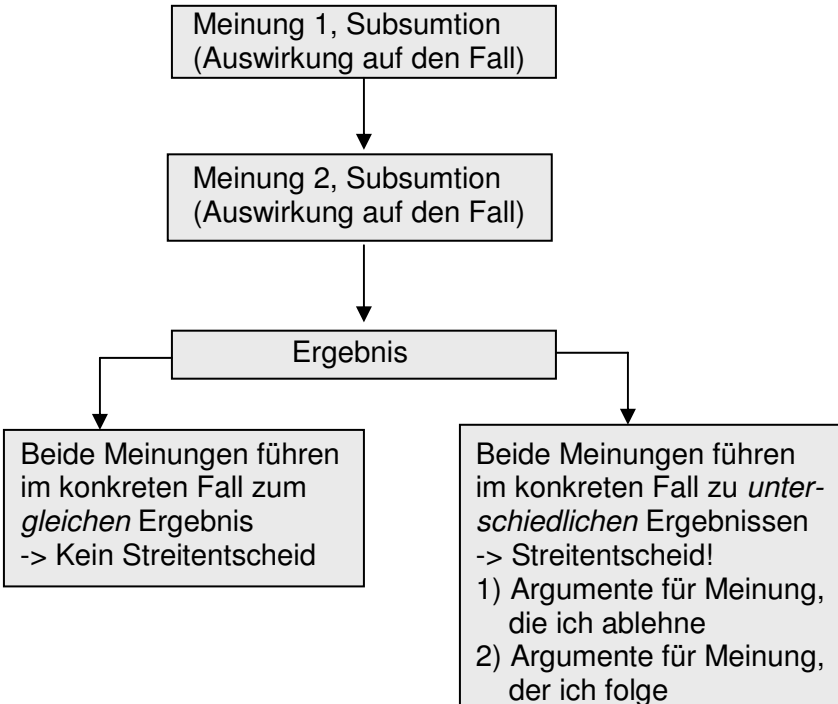 Meinung 1, Subsumtion
(Auswirkung auf den Fall)
Meinung 2, Subsumtion
(Auswirkung auf den Fall)
Ergebnis
Beide Meinungen führen
im konkreten Fall zum
gleichen Ergebnis
-> Kein Streitentscheid
Beide Meinungen führen
im konkreten Fall zu unter-
schiedlichen Ergebnissen
-> Streitentscheid!
1) Argumente für Meinung,
die ich ablehne
2) Argumente für Meinung,
der ich folge